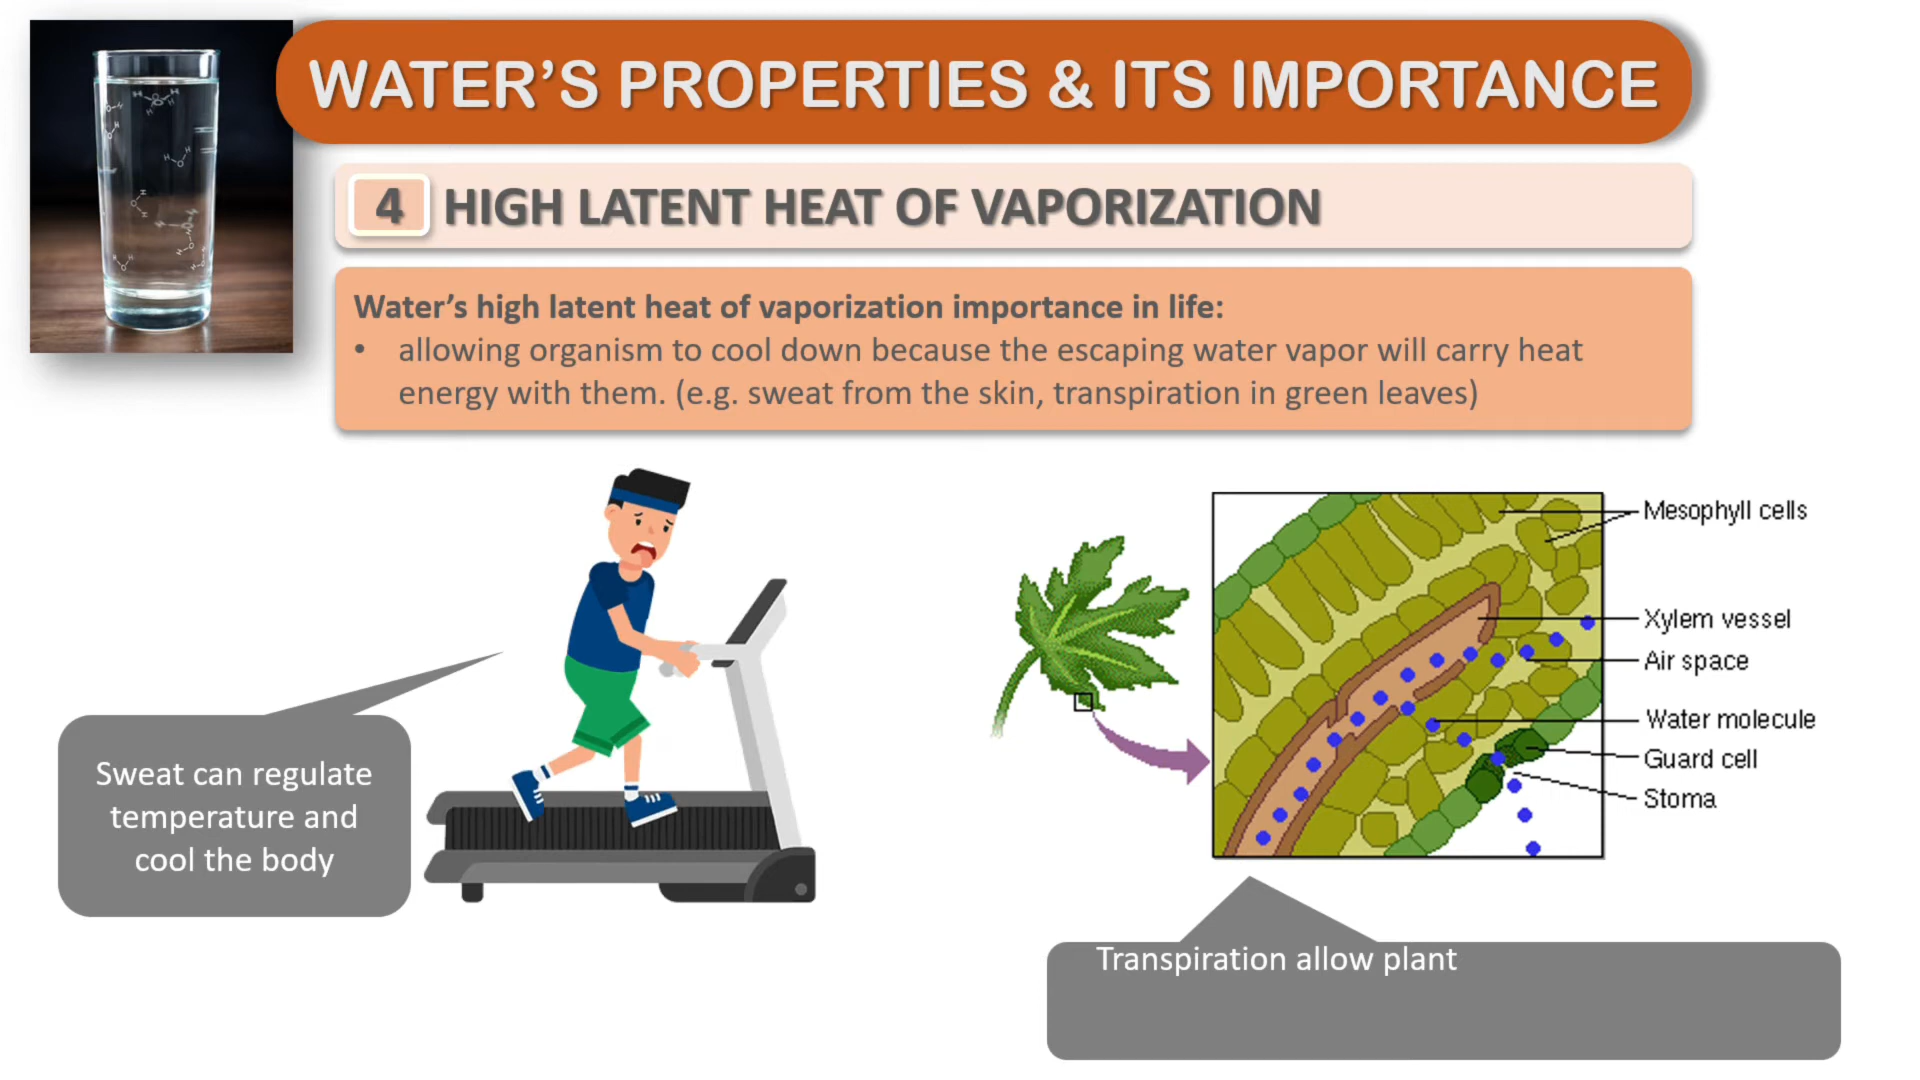 WATER’S PROPERTIES & ITS IMPORTANCE
4 HIGH LATENT HEAT OF VAPORIZATION
Water’s high latent heat of vaporization importance in life:
• allowing organism to cool down because the escaping water vapor will carry heat
energy with them. (e.g. sweat from the skin, transpiration in green leaves)
Mesophyll cells
Xylem vessel
Air space
Water molecule
Guard cell
Stoma
Sweat can regulate
temperature and
cool the body
Transpiration allow plant